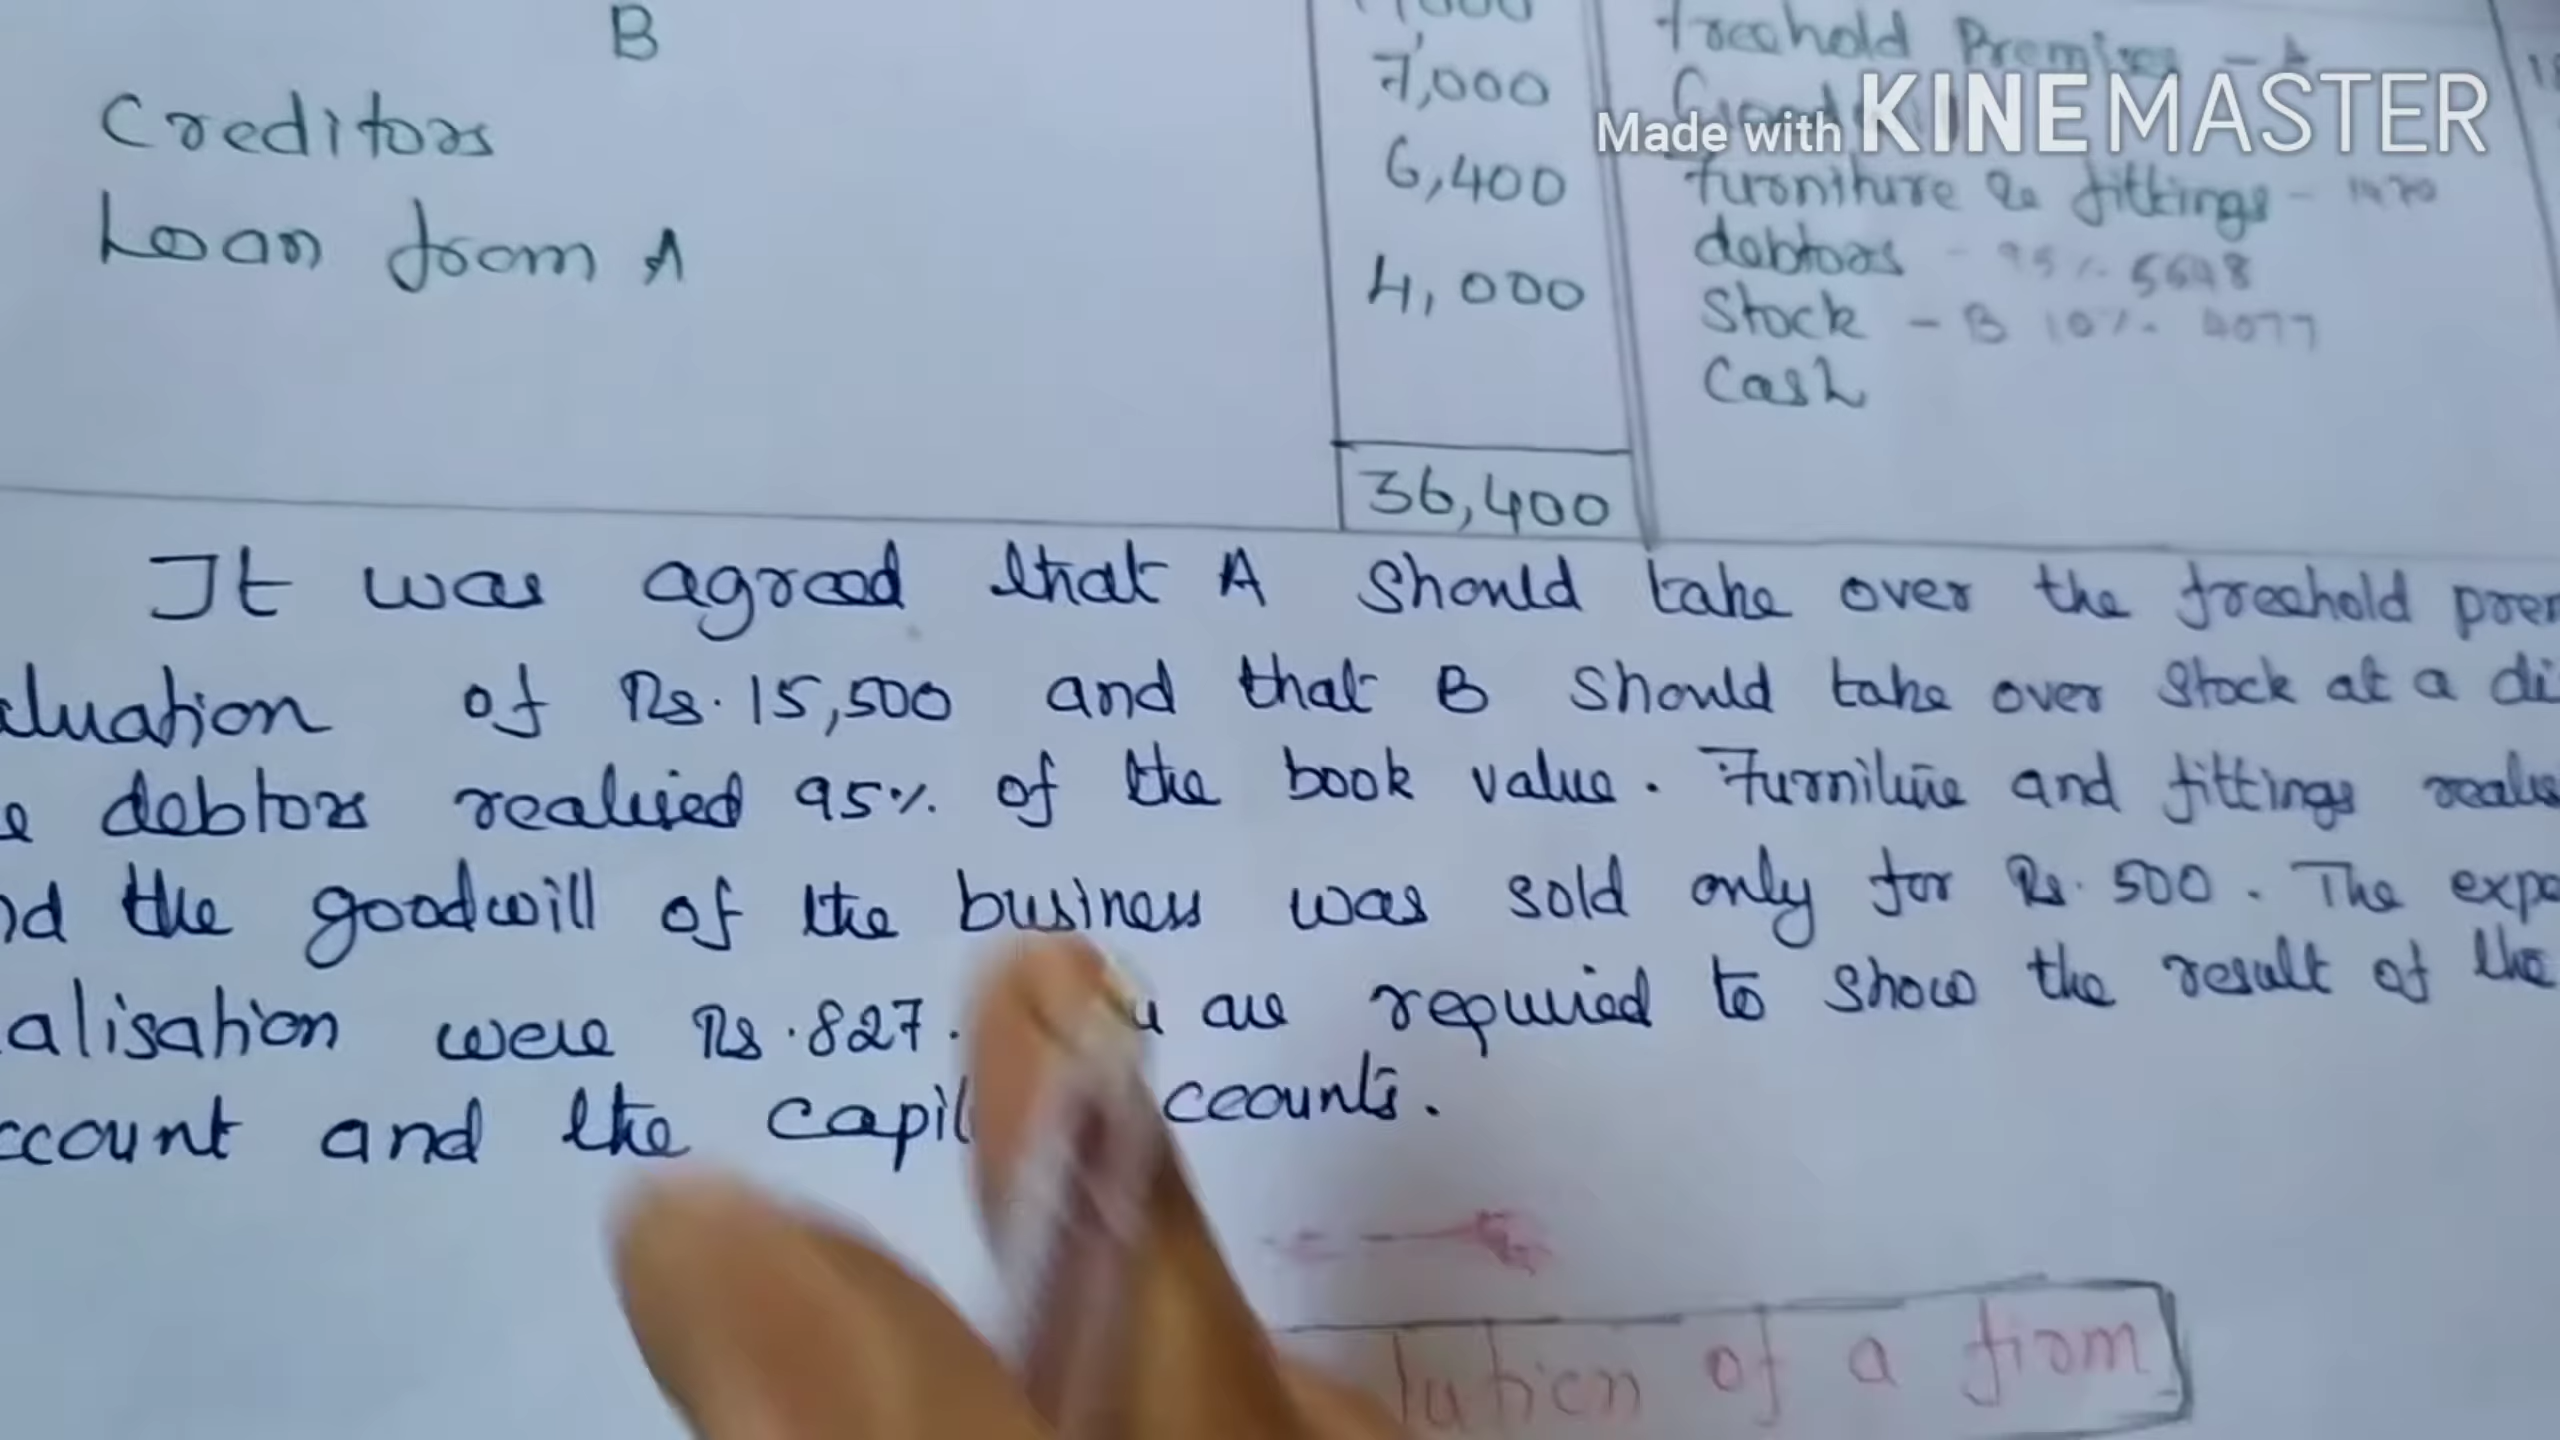 B
7,000
Freehold Premises - A
Made with KINEMASTER
Creditors 6,400
Furniture & fittings - 1470
Loan from A 4,000
debtors - 95% 5648
Stock - B 10% 4077
Cash
36,400
It was agreed that A should take over the freehold
of Rs. 15,500 and that B should take over stock at a
debtors realised 95% of the book value. Furniture and fittings
the goodwill of the business was sold only for Rs. 500. The
were Rs. 827. are required to show the result of the
and the
of a firm